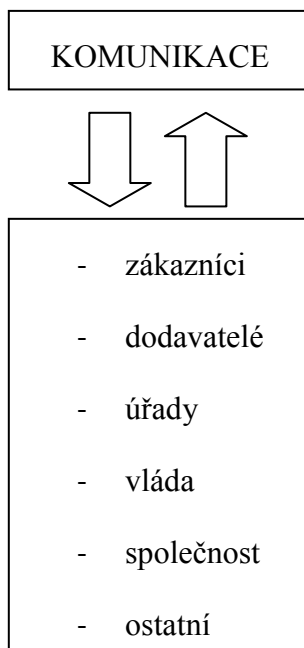 KOMUNIKACE
- zákazníci
- dodavatelé
- úřady
- vláda
- společnost
- ostatní